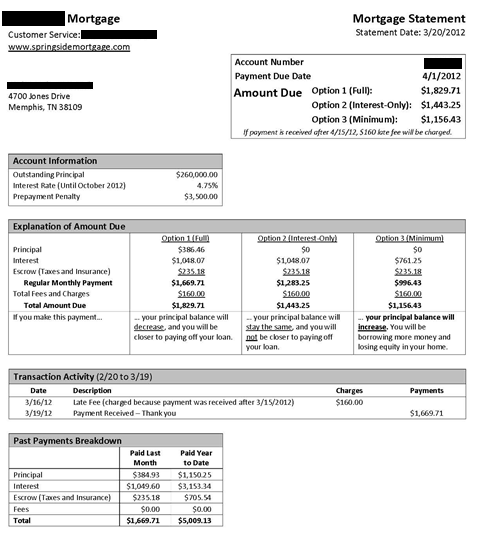 Mortgage
Customer Service:
www.springsidemortgage.com
Mortgage Statement
Statement Date: 3/20/2012
4700 Jones Drive
Memphis, TN 38109
Account Number
Payment Due Date 4/1/2012
Amount Due Option 1 (Full): $1,829.71
Option 2 (Interest-Only): $1,443.25
Option 3 (Minimum): $1,156.43
If payment is received after 4/15/12, $160 late fee will be charged.
Account Information
Outstanding Principal $260,000.00
Interest Rate (Until October 2012) 4.75%
Prepayment Penalty $3,500.00
Explanation of Amount Due
Option 1 (Full) Option 2 (Interest-Only) Option 3 (Minimum)
Principal $386.46 $0 $0
Interest $1,048.07 $1,048.07 $761.25
Escrow (Taxes and Insurance) $235.18 $235.18 $235.18
Regular Monthly Payment $1,669.71 $1,283.25 $996.43
Total Fees and Charges $160.00 $160.00 $160.00
Total Amount Due $1,829.71 $1,443.25 $1,156.43
If you make this payment... ... your principal balance will decrease, and you will be closer to paying off your loan.
... your principal balance will stay the same, and you will not be closer to paying off your loan.
... your principal balance will increase. You will be borrowing more money and losing equity in your home.
Transaction Activity (2/20 to 3/19)
Date Description Charges Payments
3/16/12 Late Fee (charged because payment was received after 3/15/2012) $160.00
3/19/12 Payment Received – Thank you $1,669.71
Past Payments Breakdown
Paid Last Month Paid Year to Date
Principal $384.93 $1,150.25
Interest $1,049.60 $3,153.34
Escrow (Taxes and Insurance) $235.18 $705.54
Fees $0.00 $0.00
Total $1,669.71 $5,009.13